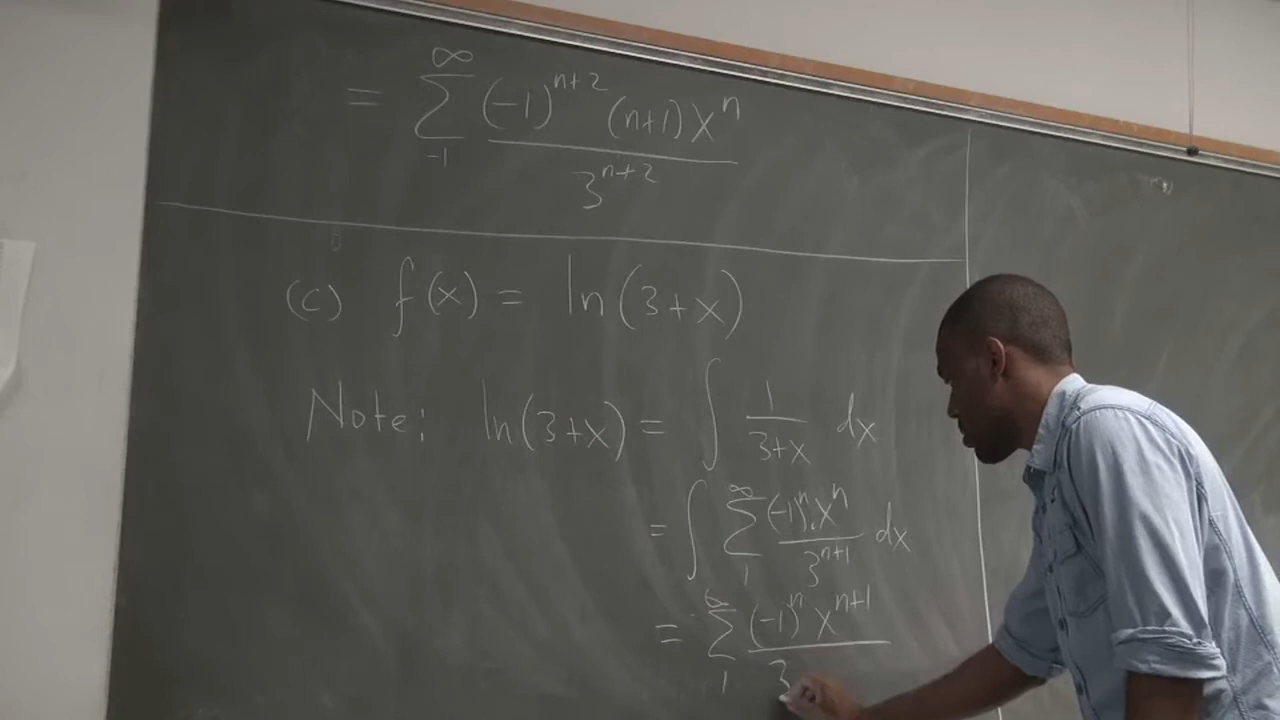 = ∞ Σ -1 (-1)^{n+2} (n+1) x^n / 3^{n+2}
(c) f(x) = ln(3+x)
Note: ln(3+x) = ∫ 1/(3+x) dx
= ∫ ∞ Σ 1 (-1)^n · x^n / 3^{n+1} dx
= ∞ Σ 1 (-1)^n x^{n+1} / 3